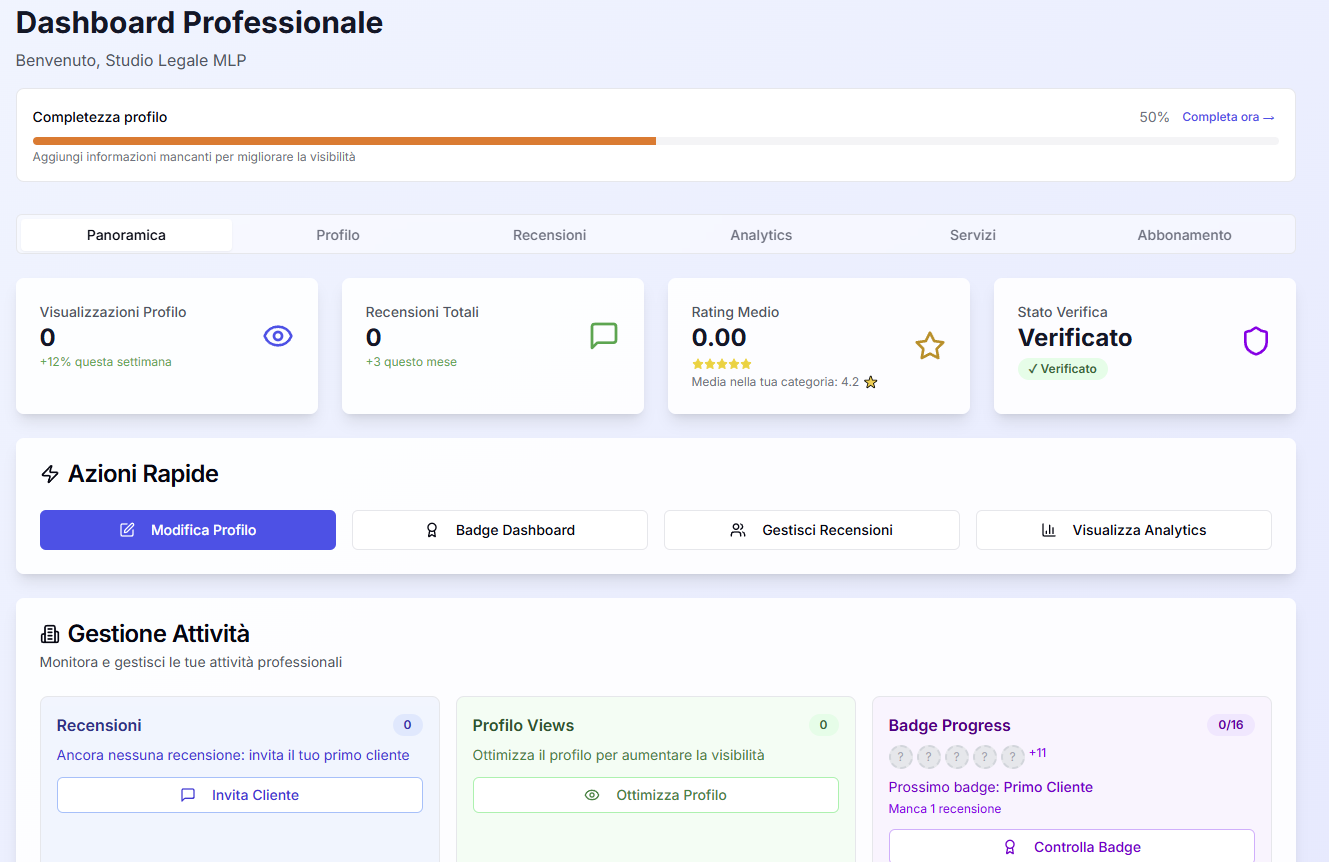 Dashboard Professionale
Benvenuto, Studio Legale MLP
Completezza profilo
50% Completa ora →
Aggiungi informazioni mancanti per migliorare la visibilità
Panoramica Profilo Recensioni Analytics Servizi Abbonamento
Visualizzazioni Profilo
0
+12% questa settimana
Recensioni Totali
0
+3 questo mese
Rating Medio
0.00
Media nella tua categoria: 4.2 ⭐
Stato Verifica
Verificato
✓ Verificato
Azioni Rapide
Modifica Profilo
Badge Dashboard
Gestisci Recensioni
Visualizza Analytics
Gestione Attività
Monitora e gestisci le tue attività professionali
Recensioni 0
Ancora nessuna recensione: invita il tuo primo cliente
Invita Cliente
Profilo Views 0
Ottimizza il profilo per aumentare la visibilità
Ottimizza Profilo
Badge Progress 0/16
? ? ? ? ? +11
Prossimo badge: Primo Cliente
Manca 1 recensione
Controlla Badge